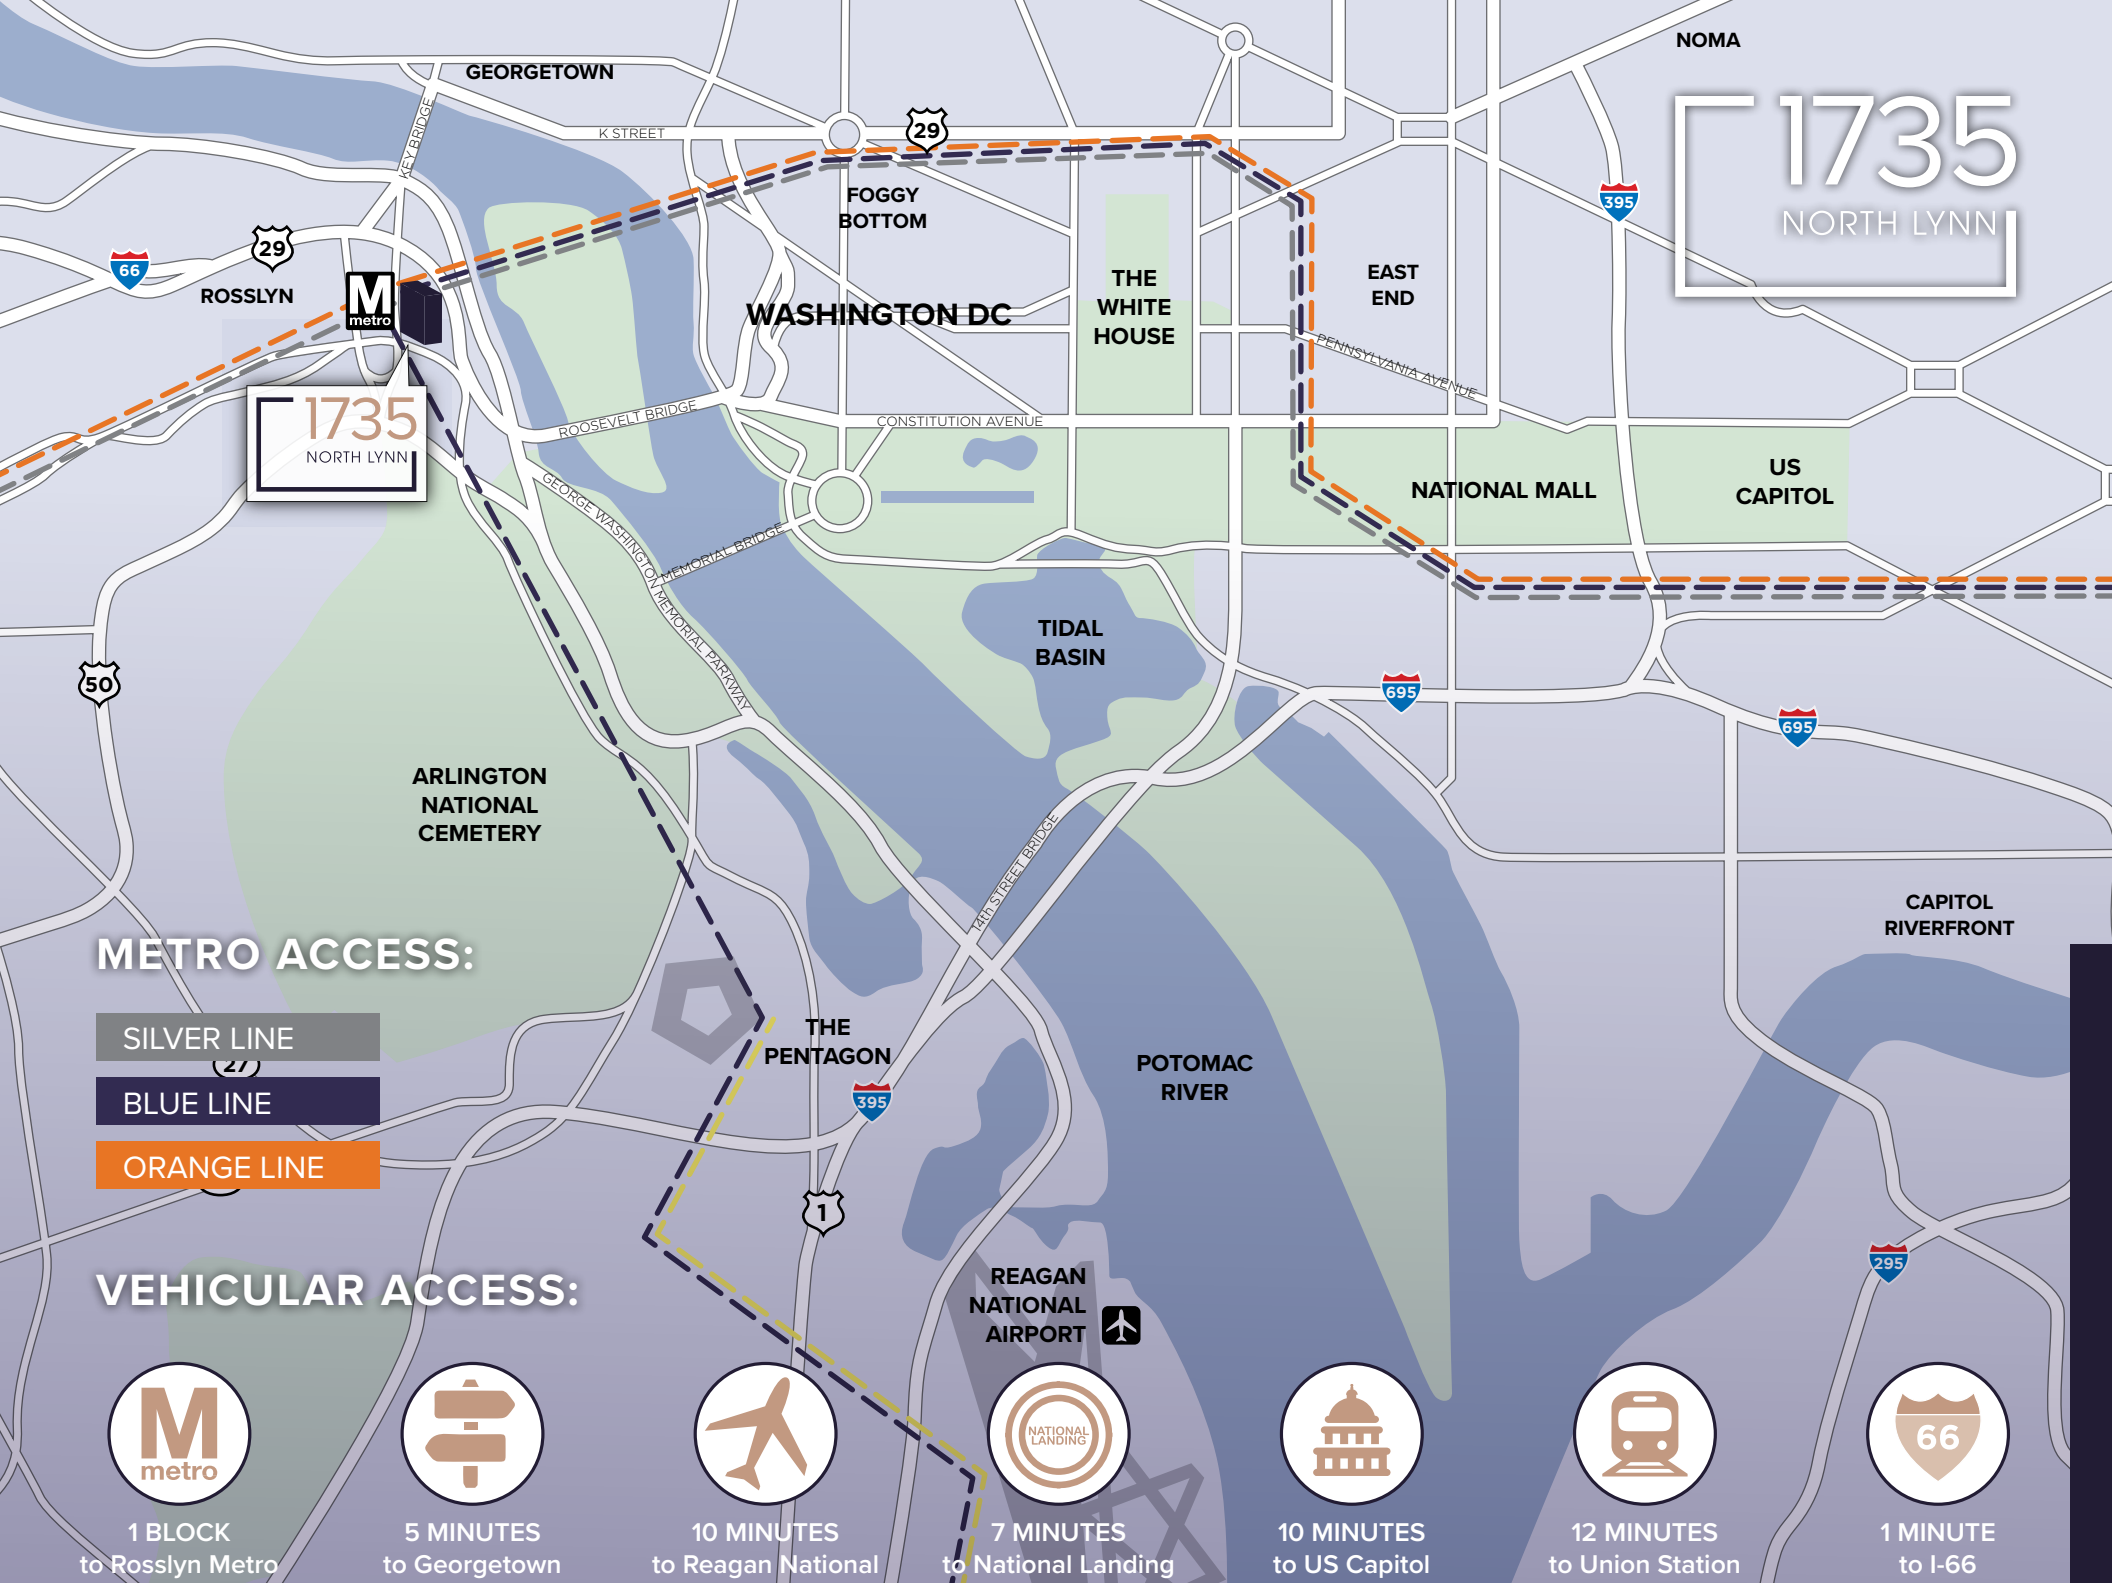 NOMA
GEORGETOWN
1735
NORTH LYNN
KEY BRIDGE
K STREET
29
FOGGY
BOTTOM
395
29
66
ROSSLYN
M
metro
WASHINGTON DC
THE
WHITE
HOUSE
EAST
END
PENNSYLVANIA AVENUE
1735
NORTH LYNN
ROOSEVELT BRIDGE
CONSTITUTION AVENUE
NATIONAL MALL
US
CAPITOL
GEORGE WASHINGTON MEMORIAL PARKWAY
MEMORIAL BRIDGE
TIDAL
BASIN
50
695
695
ARLINGTON
NATIONAL
CEMETERY
14th STREET BRIDGE
CAPITOL
RIVERFRONT
METRO ACCESS:
SILVER LINE
27
BLUE LINE
ORANGE LINE
THE
PENTAGON
395
POTOMAC
RIVER
1
295
REAGAN
NATIONAL
AIRPORT
VEHICULAR ACCESS:
M
metro
1 BLOCK
to Rosslyn Metro
5 MINUTES
to Georgetown
10 MINUTES
to Reagan National
NATIONAL
LANDING
7 MINUTES
to National Landing
10 MINUTES
to US Capitol
12 MINUTES
to Union Station
66
1 MINUTE
to I-66